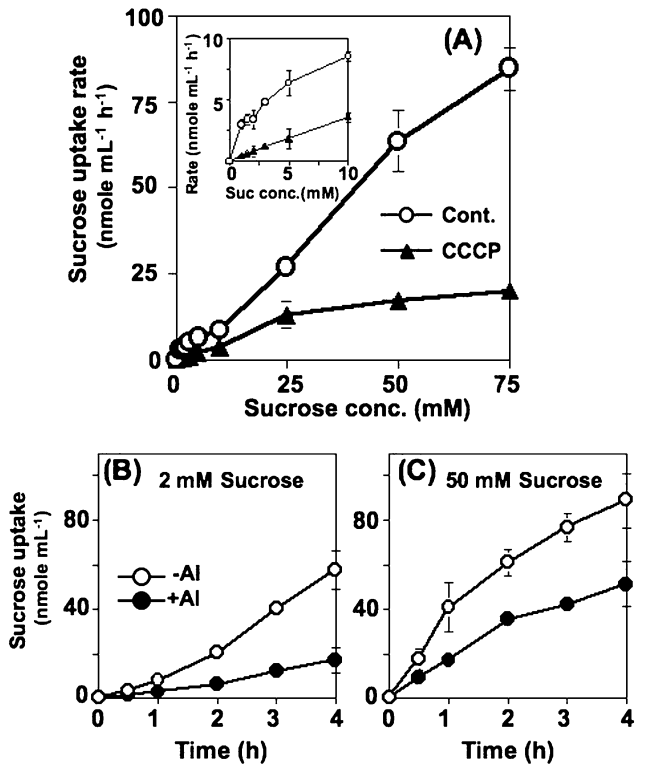 (A)
Sucrose uptake rate
(nmole mL-1 h-1)
100
75
50
25
0
0 25 50 75
Sucrose conc. (mM)
Rate (nmole mL-1 h-1)
10
5
0 5 10
Suc conc.(mM)
Cont.
CCCP
(B) 2 mM Sucrose
Sucrose uptake
(nmole mL-1)
80
40
0
-Al
+Al
0 1 2 3 4
Time (h)
(C) 50 mM Sucrose
80
40
0
0 1 2 3 4
Time (h)